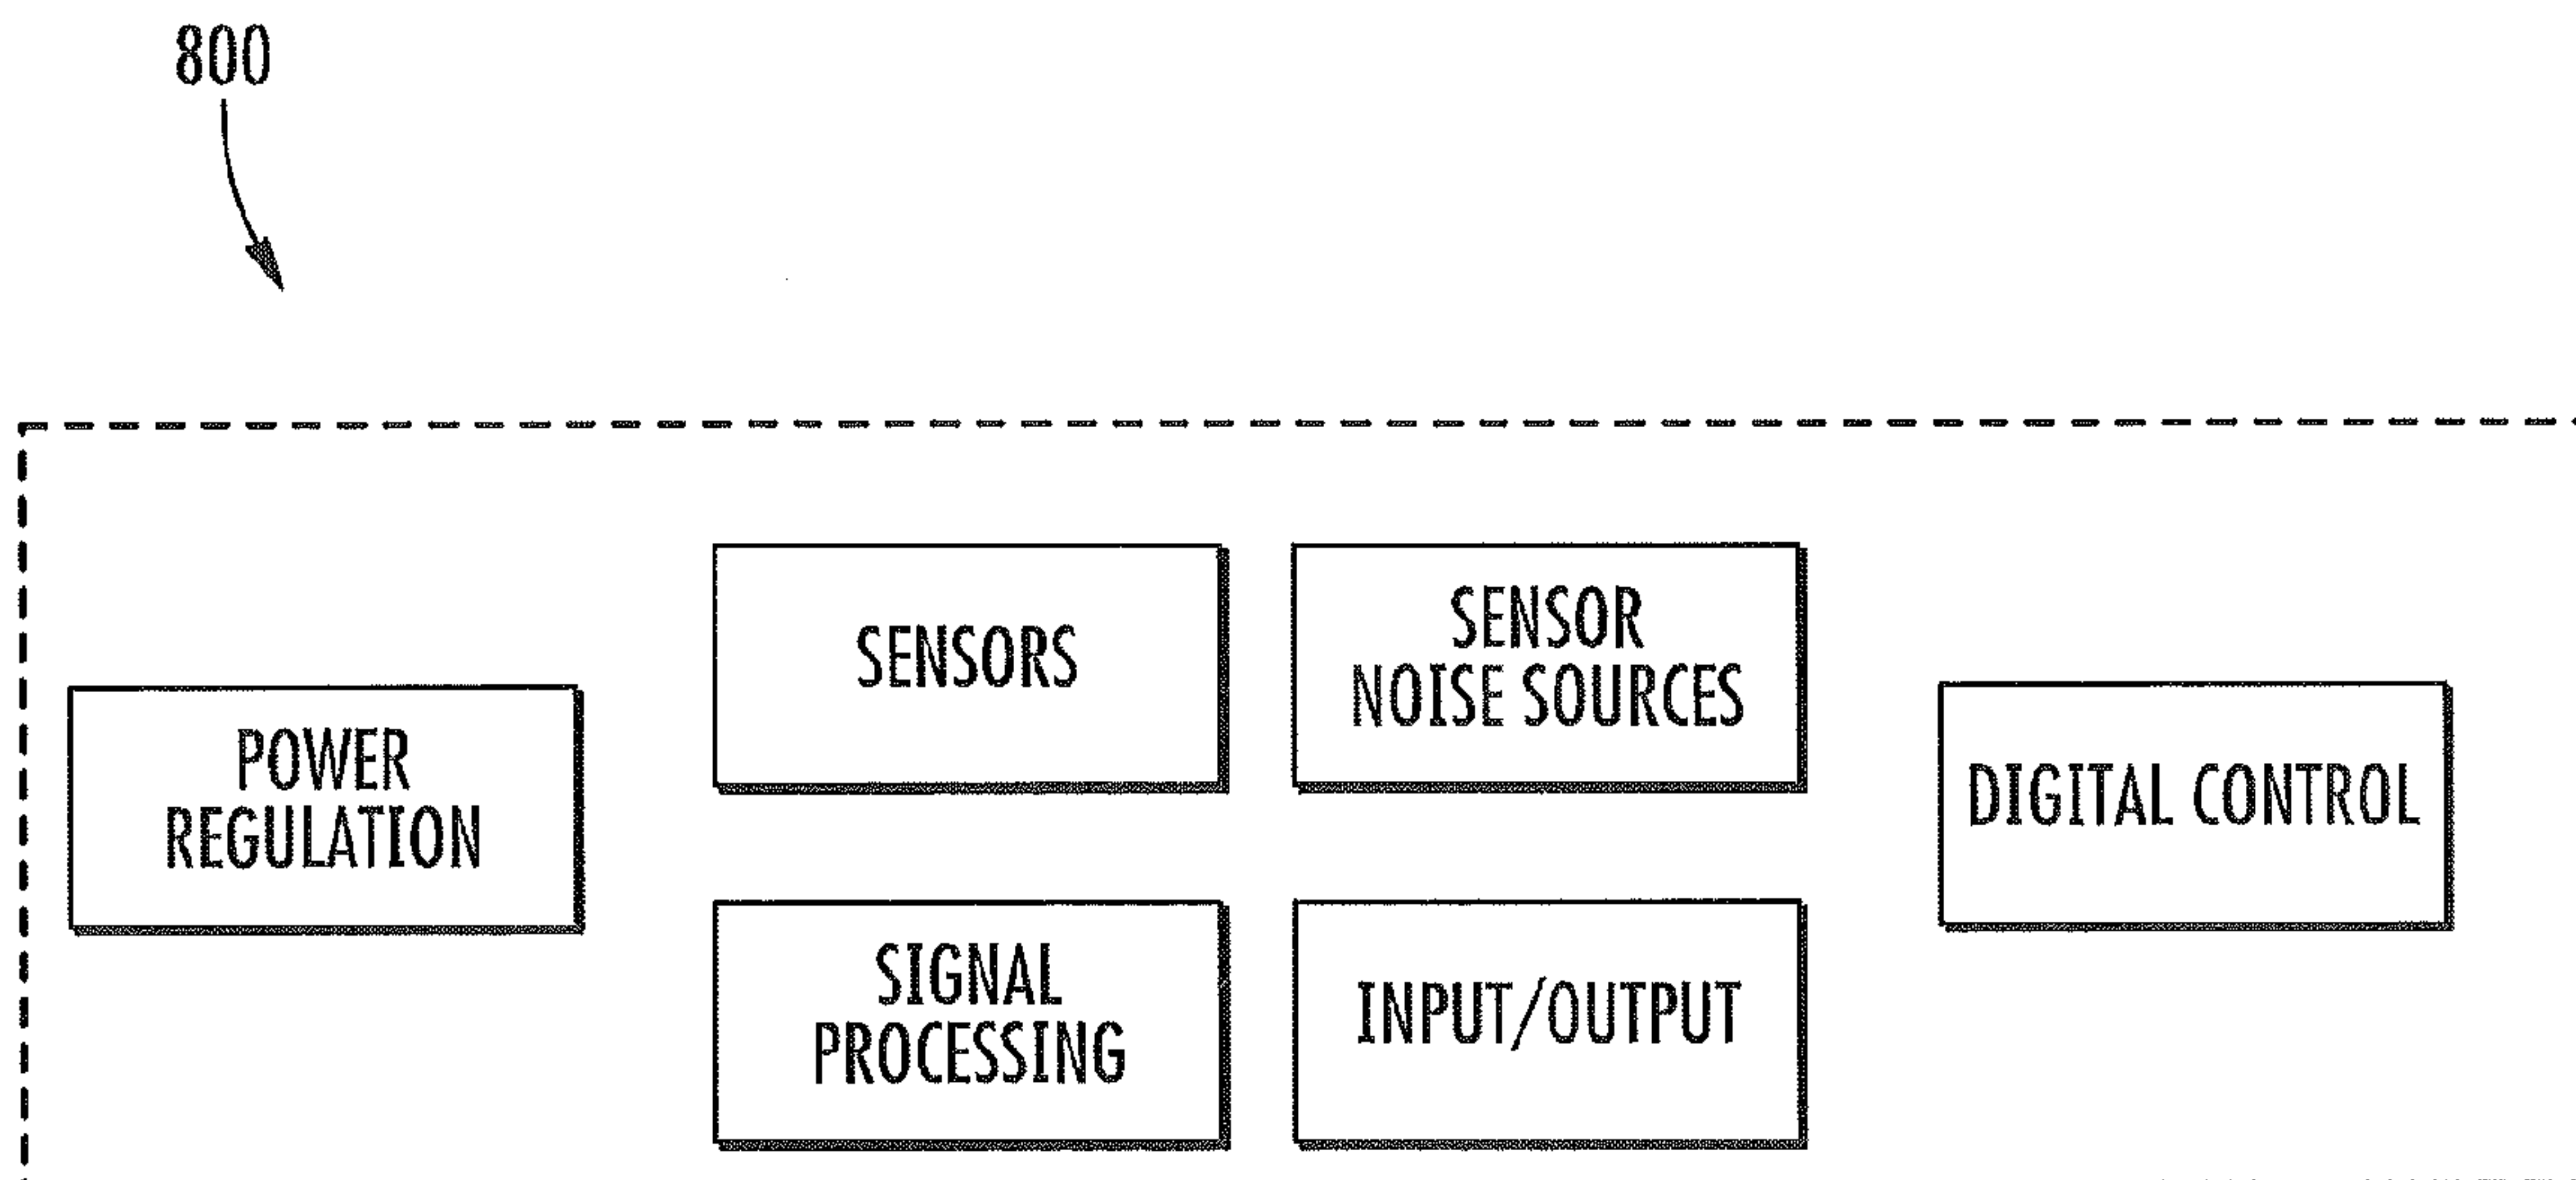 800
SENSORS
SENSOR
NOISE SOURCES
POWER
REGULATION
DIGITAL CONTROL
SIGNAL
PROCESSING
INPUT/OUTPUT